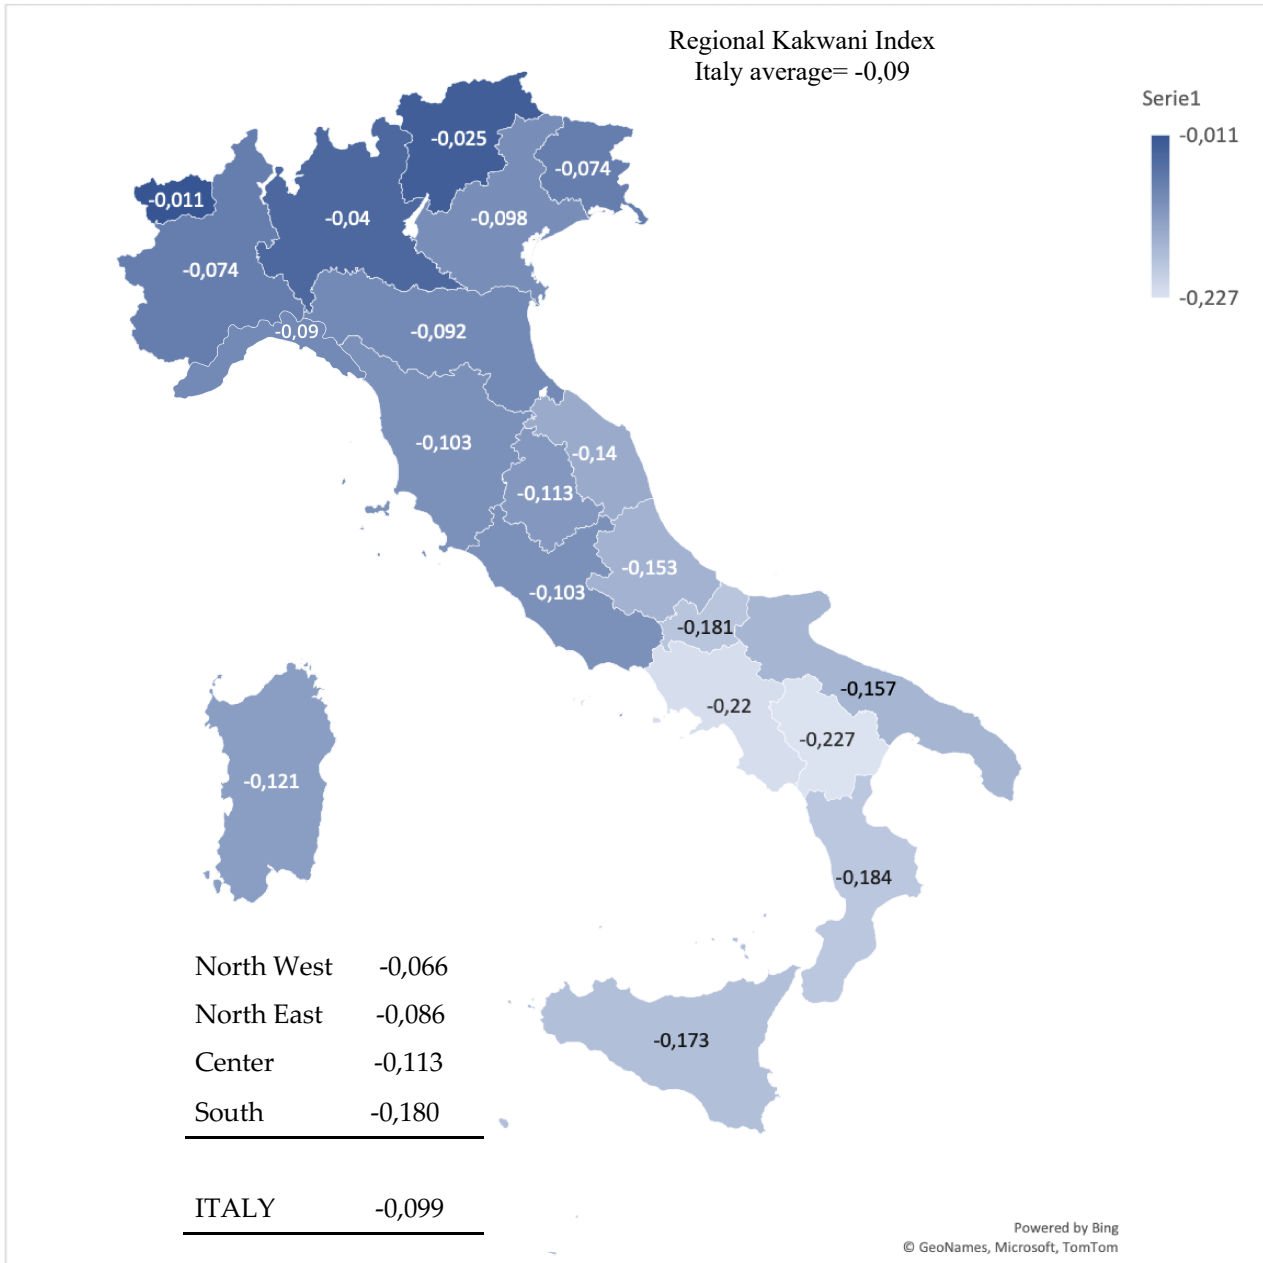 Regional Kakwani Index
Italy average= -0,09
Serie1
-0,011
-0,227
-0,025
-0,074
-0,011
-0,04
-0,098
-0,074
-0,09
-0,092
-0,103
-0,14
-0,113
-0,153
-0,103
-0,181
-0,157
-0,22
-0,227
-0,121
-0,184
-0,173
North West -0,066
North East -0,086
Center -0,113
South -0,180
ITALY -0,099
Powered by Bing
© GeoNames, Microsoft, TomTom